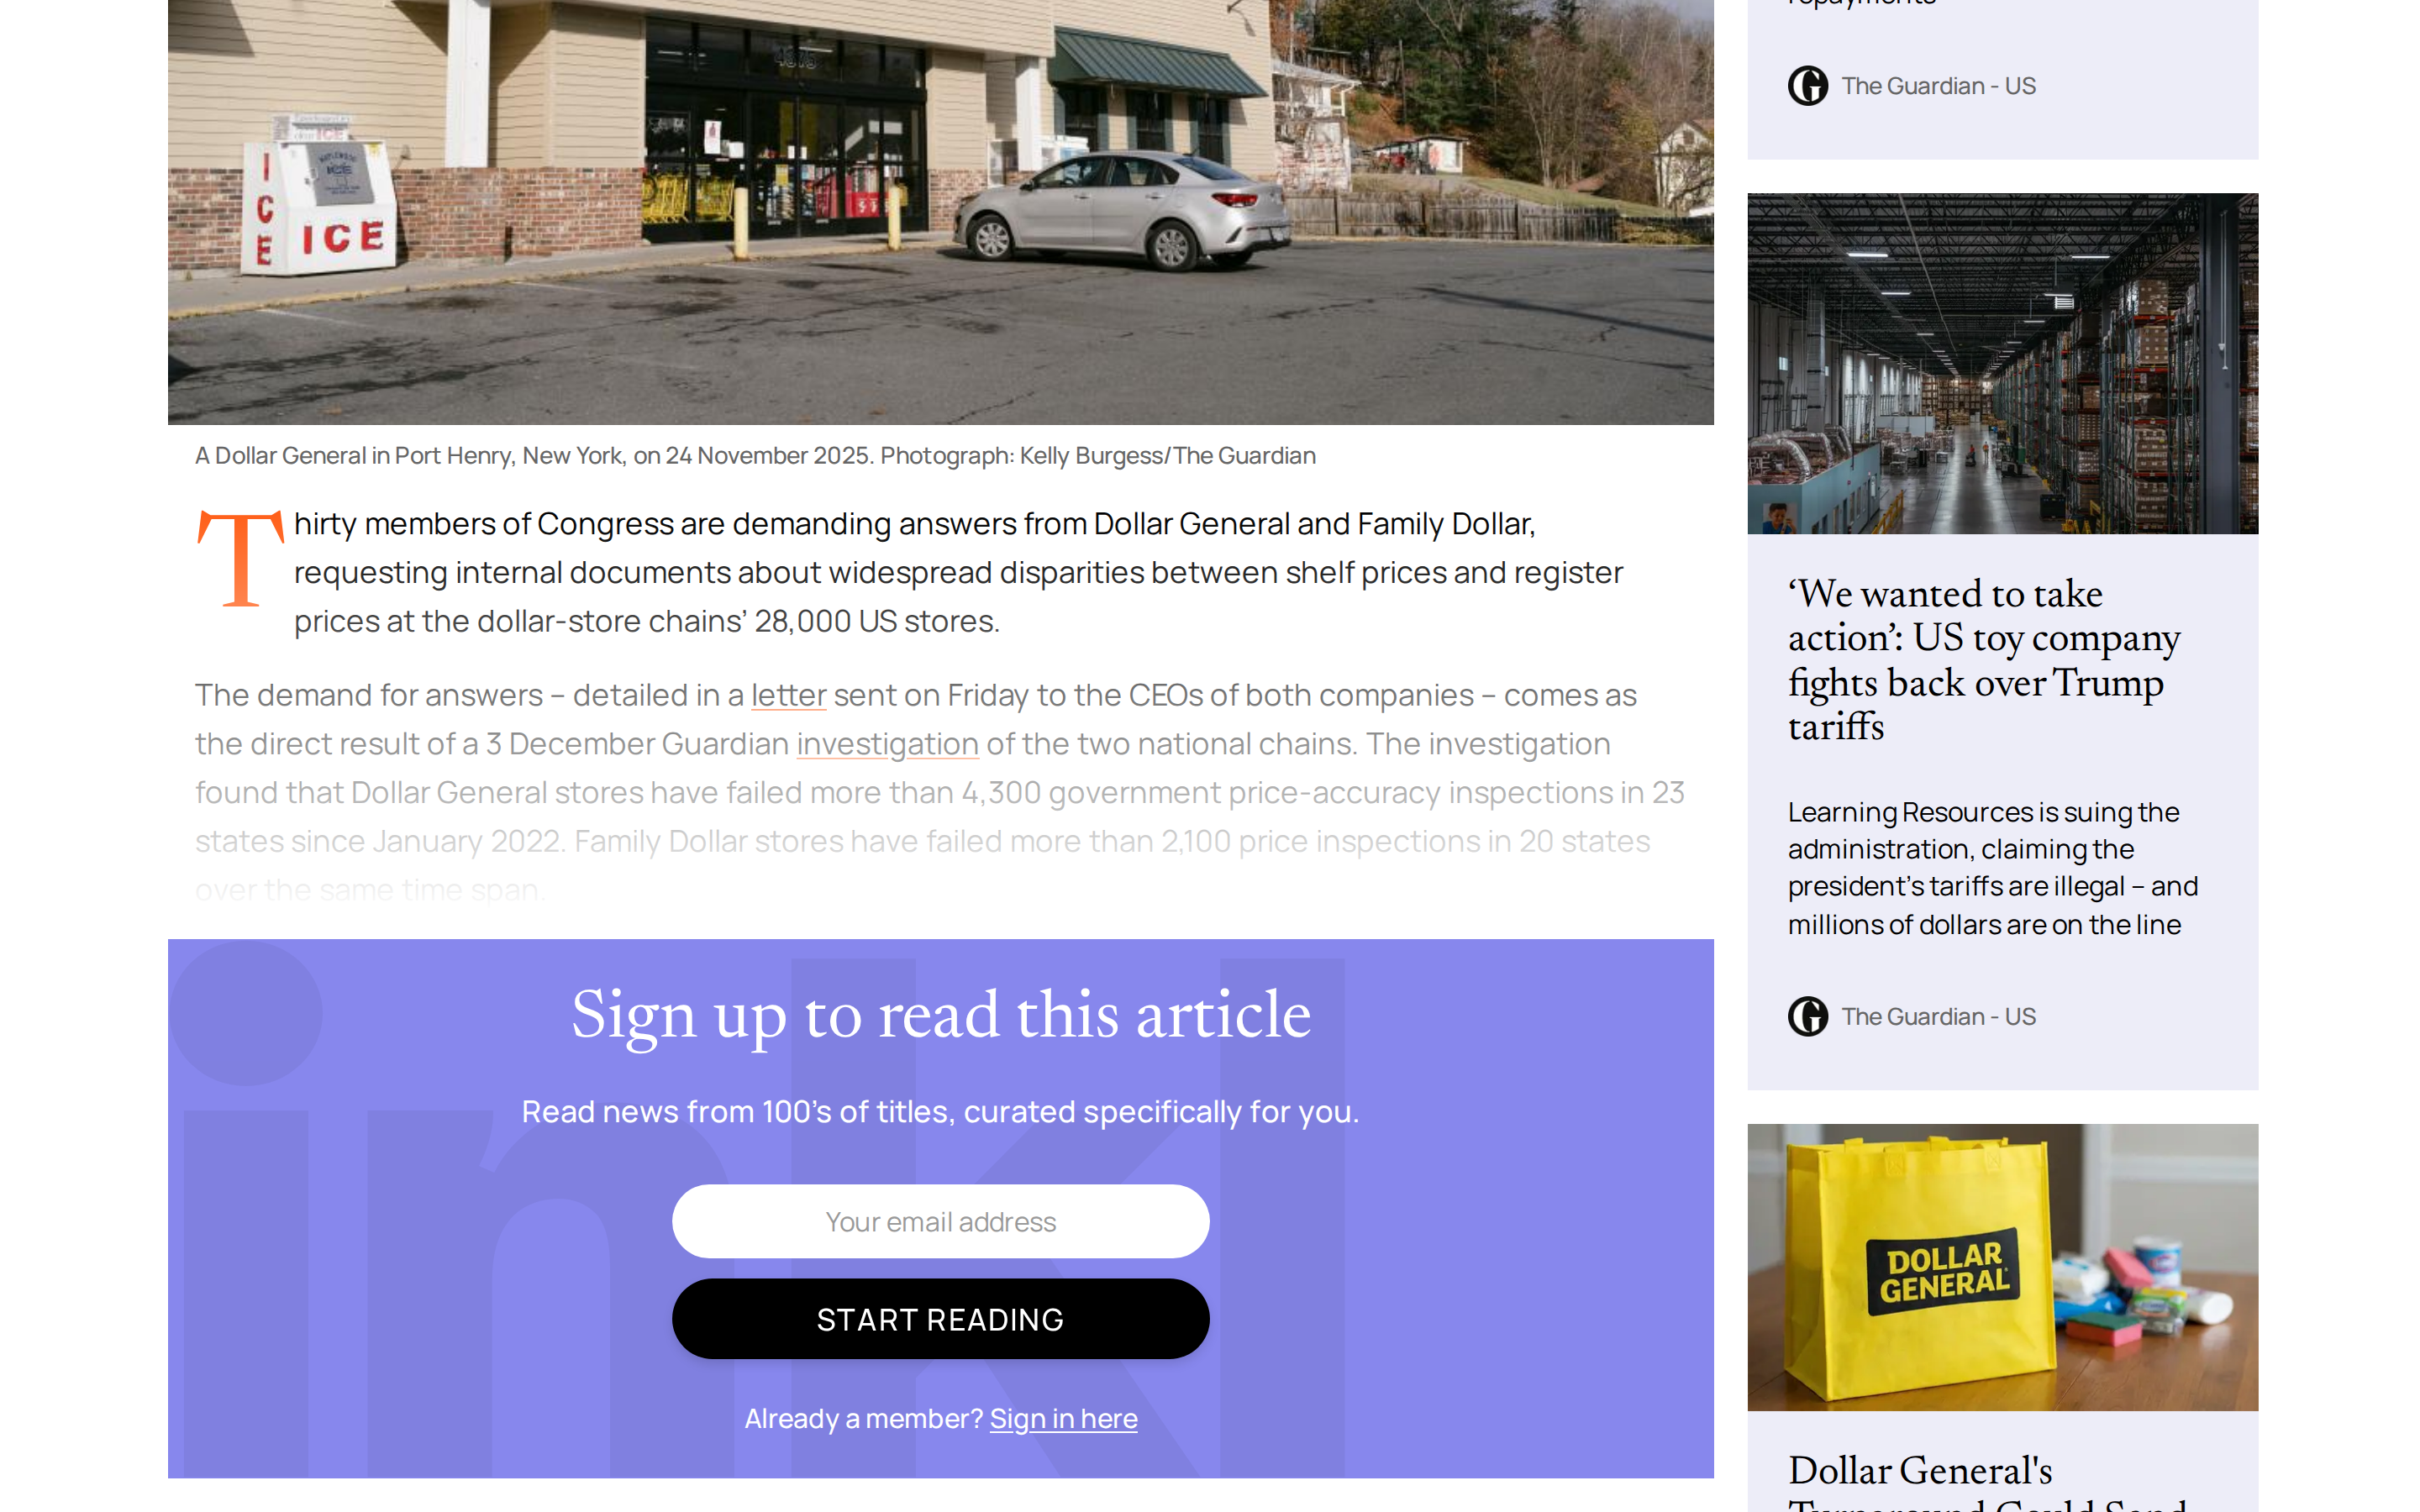 4375
ICE
ICE
ICE
ICE
A Dollar General in Port Henry, New York, on 24 November 2025. Photograph: Kelly Burgess/The Guardian
Thirty members of Congress are demanding answers from Dollar General and Family Dollar,
requesting internal documents about widespread disparities between shelf prices and register
prices at the dollar-store chains’ 28,000 US stores.
The demand for answers – detailed in a letter sent on Friday to the CEOs of both companies – comes as
the direct result of a 3 December Guardian investigation of the two national chains. The investigation
found that Dollar General stores have failed more than 4,300 government price-accuracy inspections in 23
states since January 2022. Family Dollar stores have failed more than 2,100 price inspections in 20 states
over the same time span.
inkl
Sign up to read this article
Read news from 100’s of titles, curated specifically for you.
Your email address
START READING
Already a member? Sign in here
The Guardian - US
‘We wanted to take
action’: US toy company
fights back over Trump
tariffs
Learning Resources is suing the
administration, claiming the
president’s tariffs are illegal – and
millions of dollars are on the line
The Guardian - US
DOLLAR
GENERAL
Dollar General's